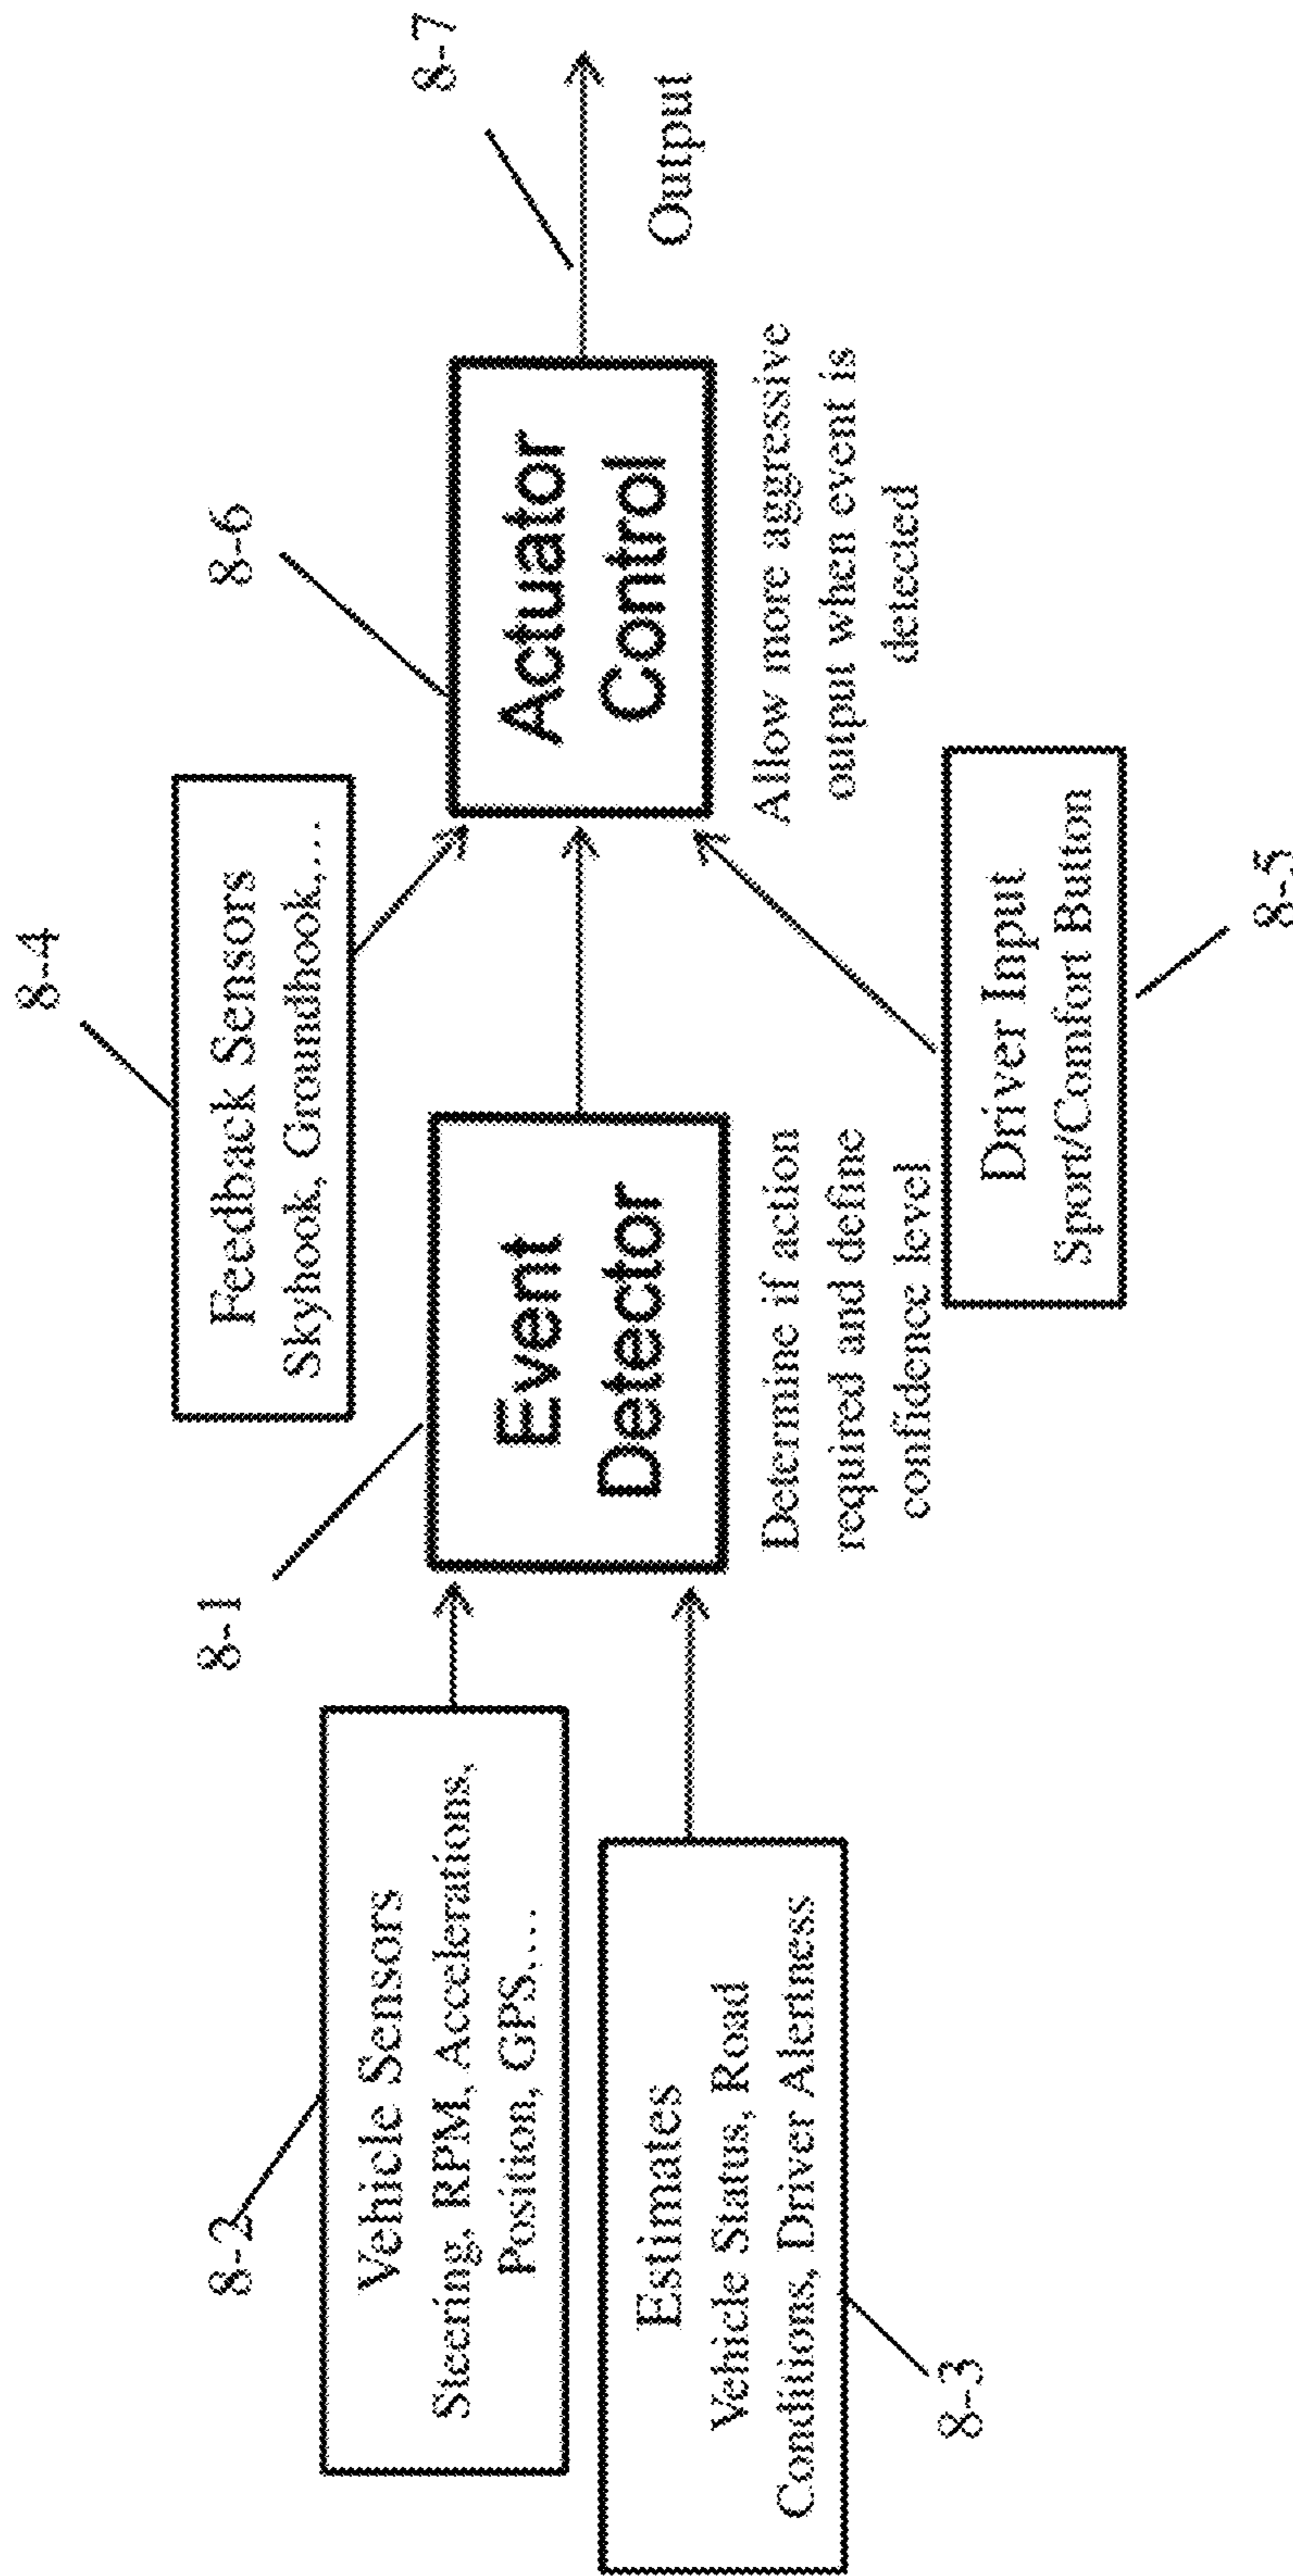 8-2
Vehicle Sensors
Steering, RPM, Accelerations,
Position, GPS,...
Estimates
Vehicle Status, Road
Conditions, Driver Alertness
8-3
8-1
Event
Detector
Determine if action
required and define
confidence level
8-4
Feedback Sensors
Skyhook, Groundhook,...
Driver Input
Sport/Comfort Button
8-5
8-6
Actuator
Control
Allow more aggressive
output when event is
detected
8-7
Output